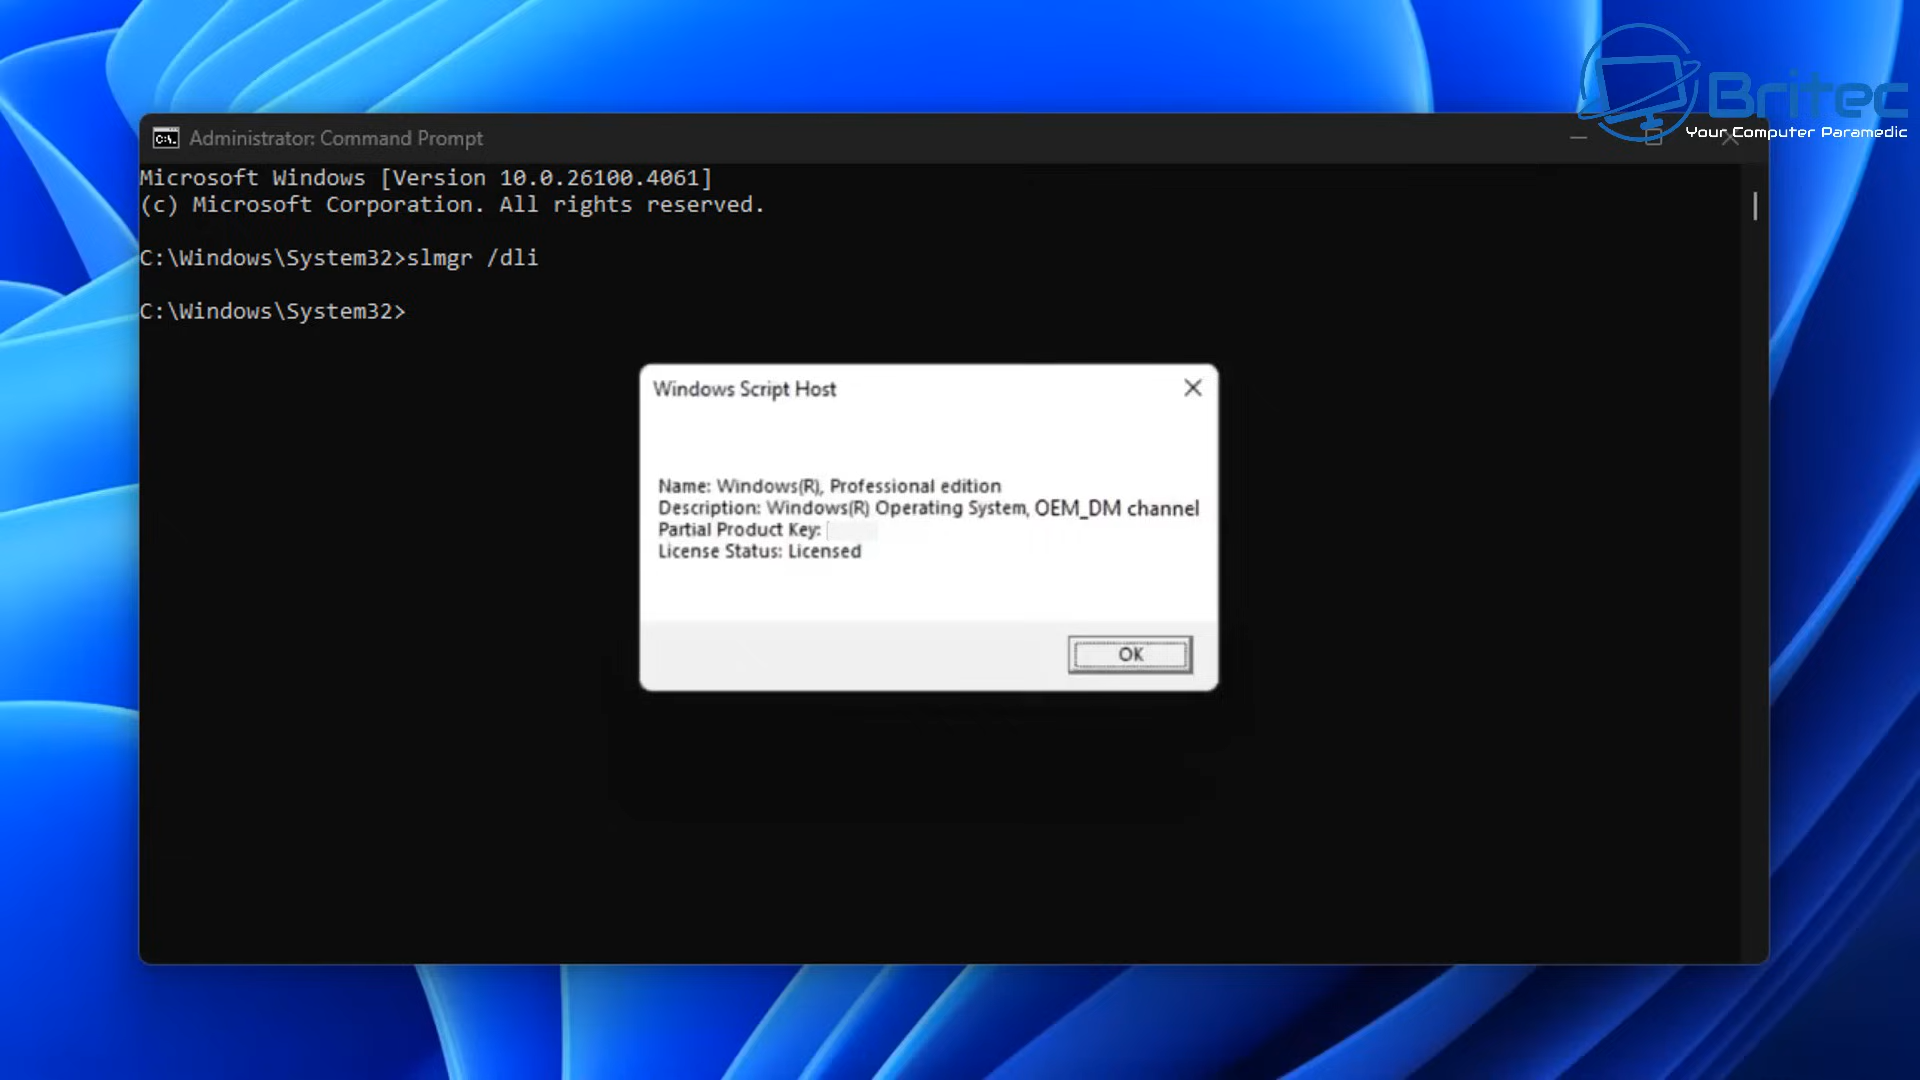 Britec
Your Computer Paramedic
Administrator: Command Prompt
Microsoft Windows [Version 10.0.26100.4061]
(c) Microsoft Corporation. All rights reserved.
C:\Windows\System32>slmgr /dli
C:\Windows\System32>
Windows Script Host
Name: Windows(R), Professional edition
Description: Windows(R) Operating System, OEM_DM channel
Partial Product Key:
License Status: Licensed
OK